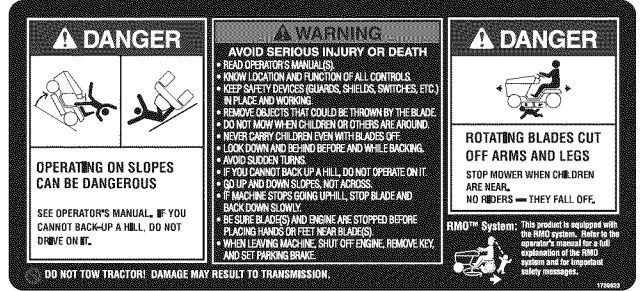 DANGER
OPERATING ON SLOPES
CAN BE DANGEROUS
SEE OPERATOR'S MANUAL. IF YOU
CANNOT BACK-UP A HILL, DO NOT
DRIVE ON IT.
WARNING
AVOID SERIOUS INJURY OR DEATH
• READ OPERATOR'S MANUAL(S).
• KNOW LOCATION AND FUNCTION OF ALL CONTROLS.
• KEEP SAFETY DEVICES (GUARDS, SHIELDS, SWITCHES, ETC.)
IN PLACE AND WORKING.
• REMOVE OBJECTS THAT COULD BE THROWN BY THE BLADE.
• DO NOT MOW WHEN CHILDREN OR OTHERS ARE AROUND.
• NEVER CARRY CHILDREN EVEN WITH BLADES OFF.
• LOOK DOWN AND BEHIND BEFORE AND WHILE BACKING.
• AVOID SUDDEN TURNS.
• IF YOU CANNOT BACK UP A HILL, DO NOT OPERATE ON IT.
• GO UP AND DOWN SLOPES, NOT ACROSS.
• IF MACHINE STOPS GOING UPHILL, STOP BLADE AND
BACK DOWN SLOWLY.
• BE SURE BLADE(S) AND ENGINE ARE STOPPED BEFORE
PLACING HANDS OR FEET NEAR BLADE(S).
• WHEN LEAVING MACHINE, SHUT OFF ENGINE, REMOVE KEY,
AND SET PARKING BRAKE.
DANGER
ROTATING BLADES CUT
OFF ARMS AND LEGS
STOP MOWER WHEN CHILDREN
ARE NEAR.
NO RIDERS — THEY FALL OFF.
RMO™ System: This product is equipped with
the RMO system. Refer to the
operator's manual for a full
explanation of the RMO
system and for important
safety messages.
DO NOT TOW TRACTOR! DAMAGE MAY RESULT TO TRANSMISSION.